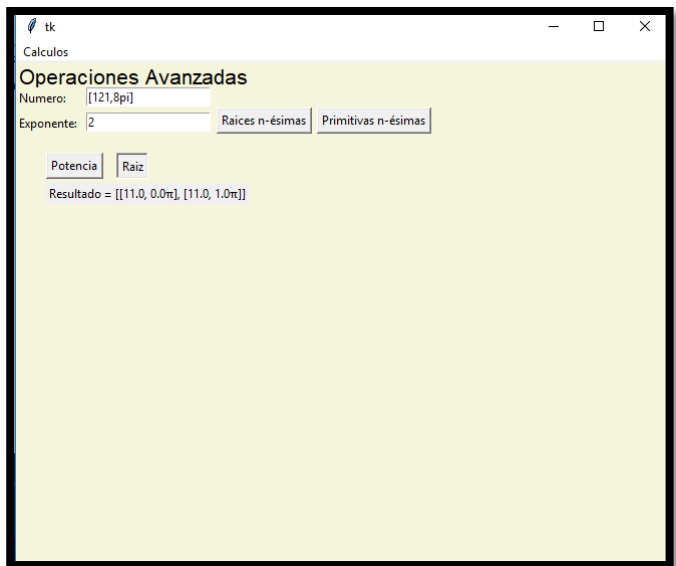 tk
Calculos
Operaciones Avanzadas
Numero: [121,8pi]
Exponente: 2 Raices n-ésimas Primitivas n-ésimas
Potencia Raiz
Resultado = [[11.0, 0.0π], [11.0, 1.0π]]